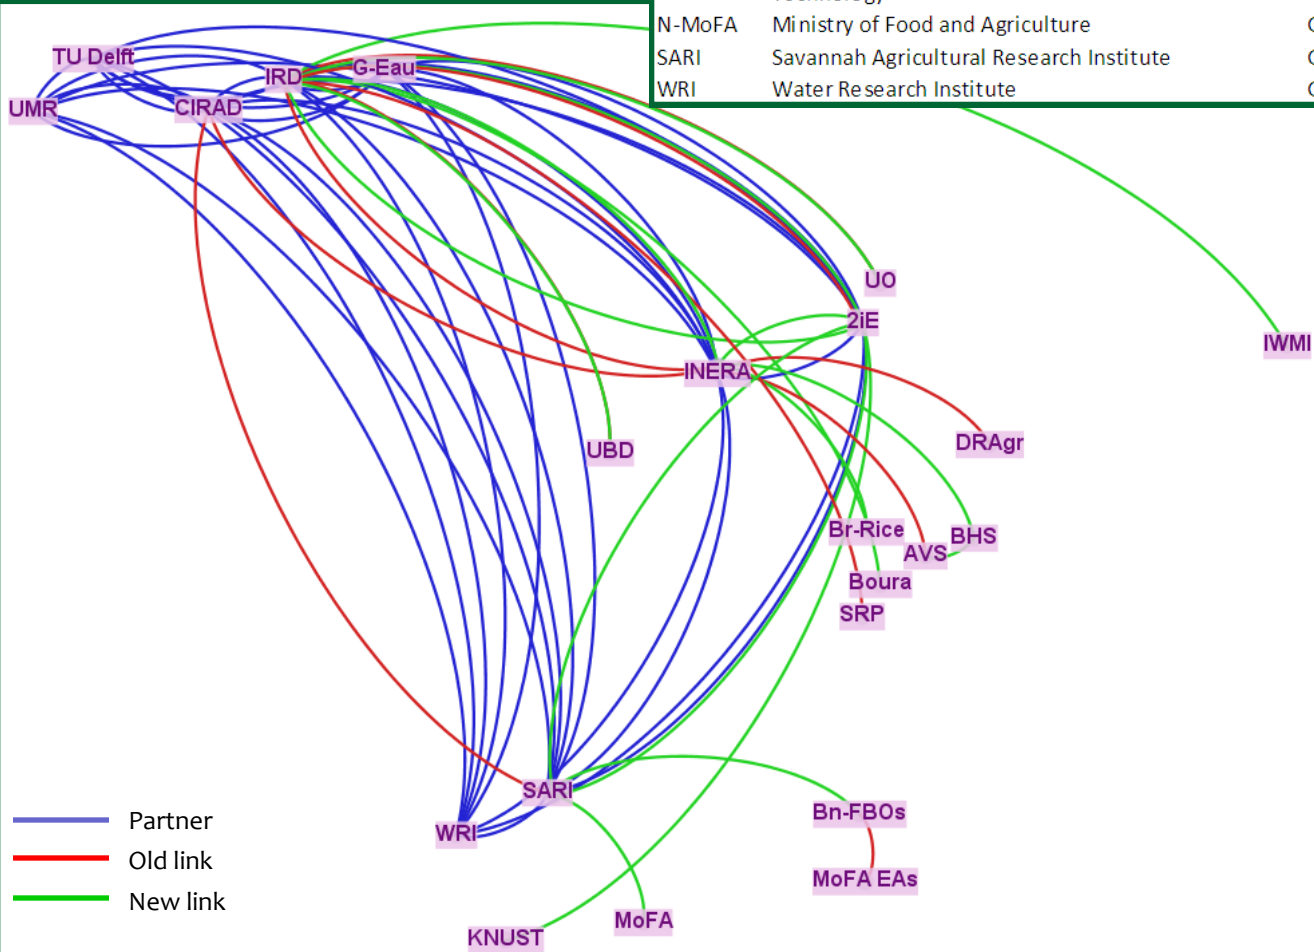 Technology
N-MoFA Ministry of Food and Agriculture
SARI Savannah Agricultural Research Institute
WRI Water Research Institute
TU Delft
G-Eau
IRD
UMR
CIRAD
UO
2iE
IWMI
INERA
DRAgr
UBD
Br-Rice
BHS
AVS
Boura
SRP
SARI
Bn-FBOs
Partner
WRI
Old link
MoFA EAs
New link
MoFA
KNUST